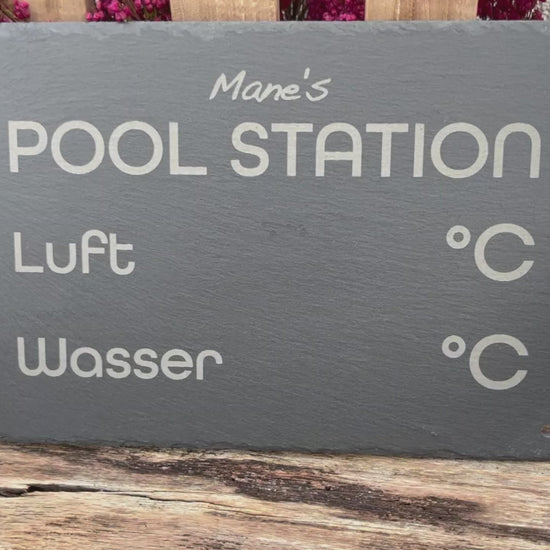 Mane's
POOL STATION
Luft °C
Wasser °C